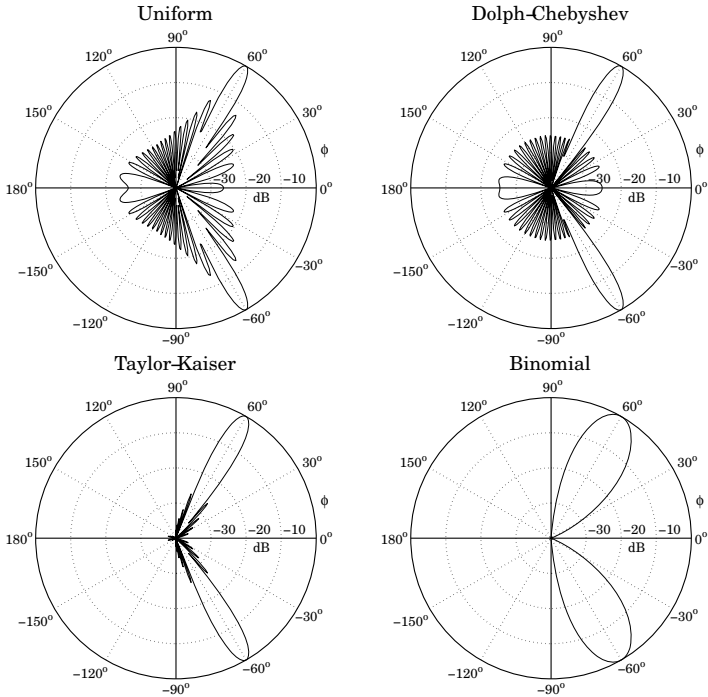 Uniform
Dolph–Chebyshev
90°
90°
120° 60° 120° 60°
150° 30° 150° 30°
ϕ ϕ
180° −30 −20 −10 0° 180° −30 −20 −10 0°
dB dB
−150° −30° −150° −30°
−120° −60° −120° −60°
−90° −90°
Taylor–Kaiser
Binomial
90° 90°
120° 60° 120° 60°
150° 30° 150° 30°
ϕ ϕ
180° −30 −20 −10 0° 180° −30 −20 −10 0°
dB dB
−150° −30° −150° −30°
−120° −60° −120° −60°
−90° −90°